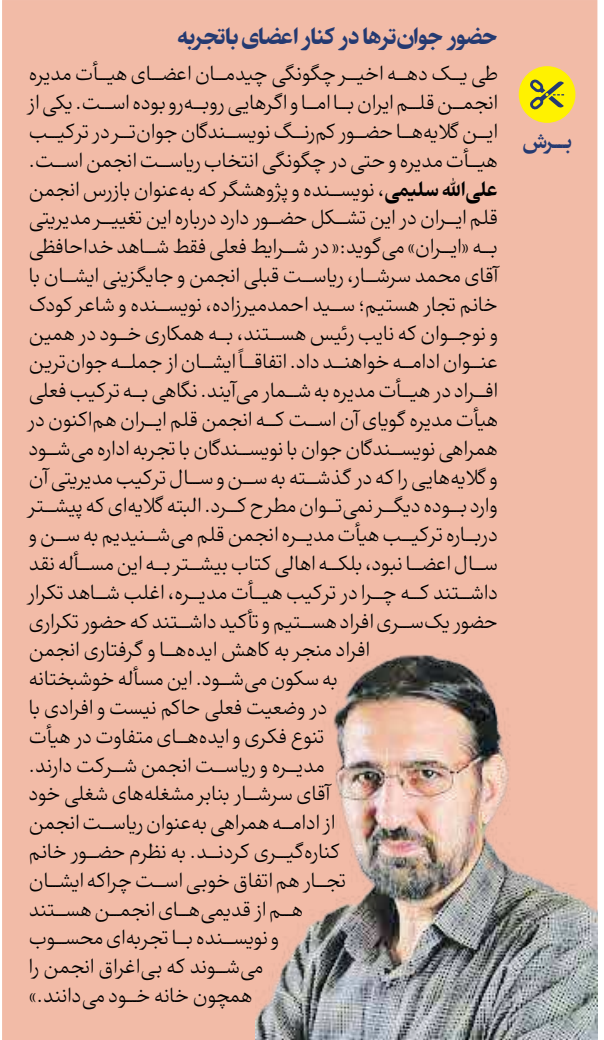 حضور جوان‌ترها در کنار اعضای باتجربه
برش
طی یک دهه اخیر چگونگی چیدمان اعضای هیأت مدیره
انجمن قلم ایران با اما و اگرهایی روبه‌رو بوده است. یکی از
این گلایه‌ها حضور کم‌رنگ نویسندگان جوان‌تر در ترکیب
هیأت مدیره و حتی در چگونگی انتخاب ریاست انجمن است.
علی‌الله سلیمی، نویسنده و پژوهشگر که به‌عنوان بازرس انجمن
قلم ایران در این تشکل حضور دارد درباره این تغییر مدیریتی
به «ایران» می‌گوید:«در شرایط فعلی فقط شاهد خداحافظی
آقای محمد سرشار، ریاست قبلی انجمن و جایگزینی ایشان با
خانم تجار هستیم؛ سید احمدمیرزاده، نویسنده و شاعر کودک
و نوجوان که نایب رئیس هستند، به همکاری خود در همین
عنوان ادامه خواهند داد. اتفاقاً ایشان از جمله جوان‌ترین
افراد در هیأت مدیره به شمار می‌آیند. نگاهی به ترکیب فعلی
هیأت مدیره گویای آن است که انجمن قلم ایران هم‌اکنون در
همراهی نویسندگان جوان با نویسندگان با تجربه اداره می‌شود
و گلایه‌هایی را که در گذشته به سن و سال ترکیب مدیریتی آن
وارد بوده دیگر نمی‌توان مطرح کرد. البته گلایه‌ای که پیشتر
درباره ترکیب هیأت مدیره انجمن قلم می‌شنیدیم به سن و
سال اعضا نبود، بلکه اهالی کتاب بیشتر به این مسأله نقد
داشتند که چرا در ترکیب هیأت مدیره، اغلب شاهد تکرار
حضور یک‌سری افراد هستیم و تأکید داشتند که حضور تکراری
افراد منجر به کاهش ایده‌ها و گرفتاری انجمن
به سکون می‌شود. این مسأله خوشبختانه
در وضعیت فعلی حاکم نیست و افرادی با
تنوع فکری و ایده‌های متفاوت در هیأت
مدیره و ریاست انجمن شرکت دارند.
آقای سرشار بنابر مشغله‌های شغلی خود
از ادامه همراهی به‌عنوان ریاست انجمن
کناره‌گیری کردند. به نظرم حضور خانم
تجار هم اتفاق خوبی است چراکه ایشان
هم از قدیمی‌های انجمن هستند
و نویسنده با تجربه‌ای محسوب
می‌شوند که بی‌اغراق انجمن را
همچون خانه خود می‌دانند.»